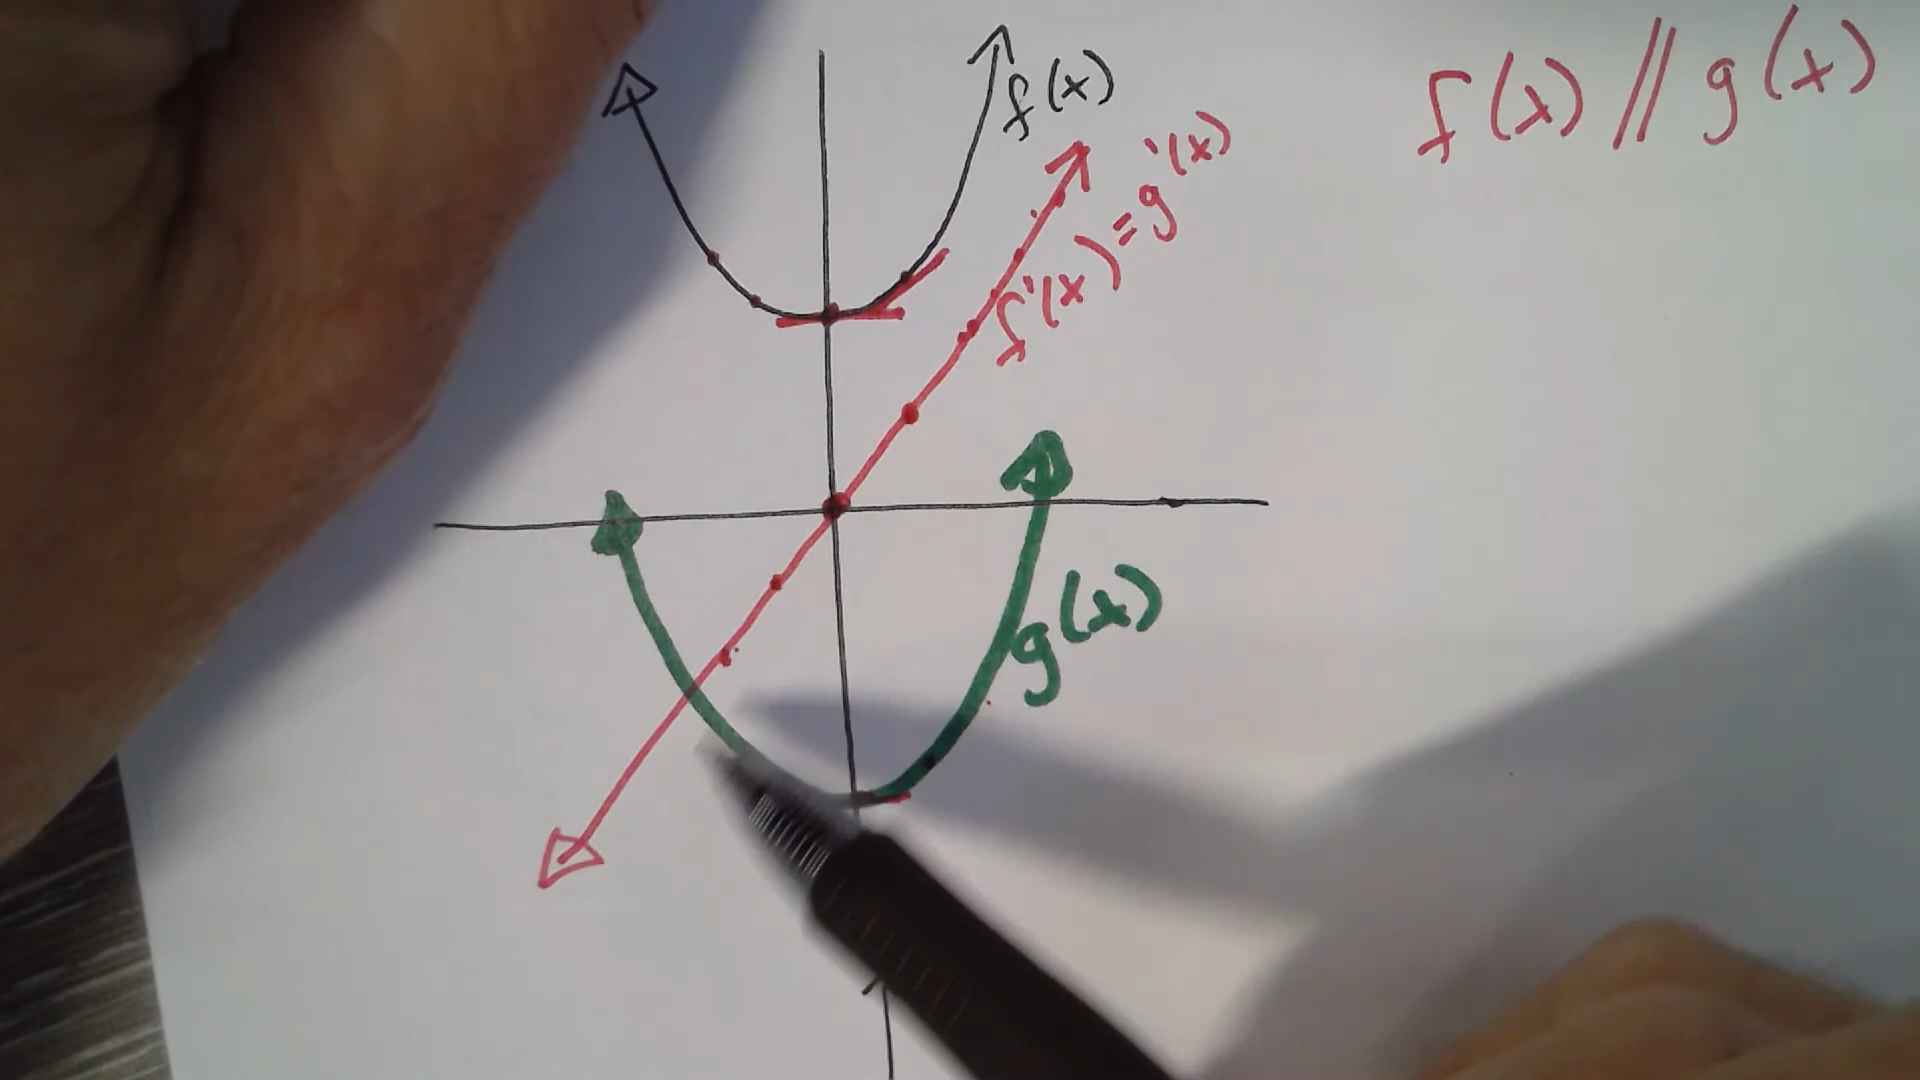 f(x)
f(x) // g(x)
f'(x) = g'(x)
g(x)